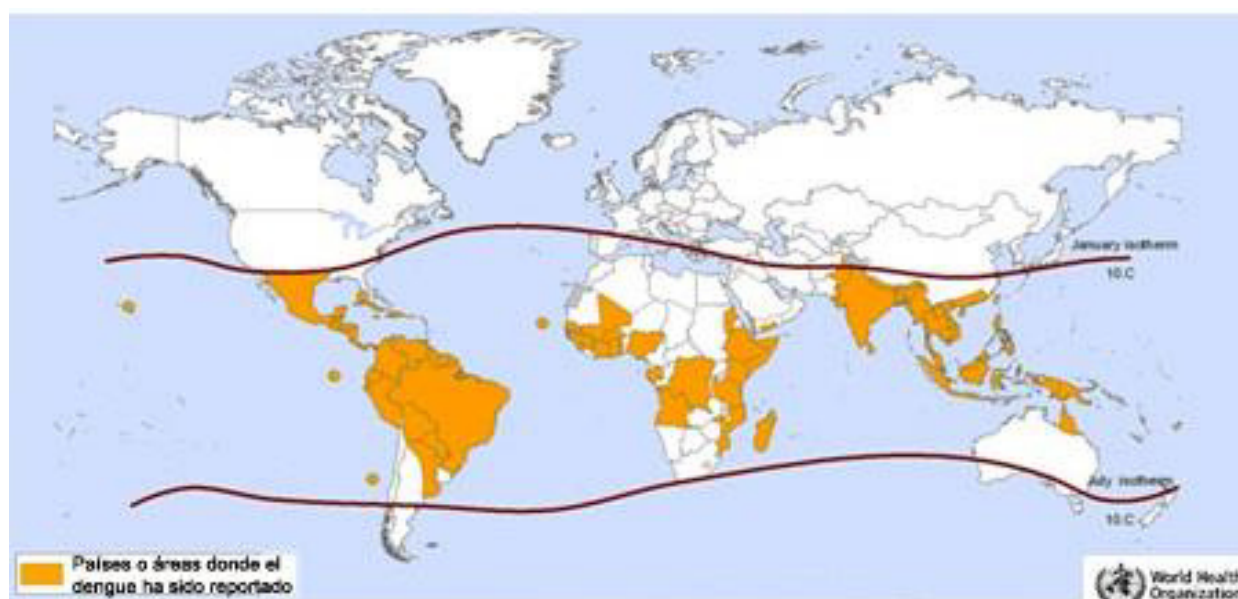 January isotherm
10.C
July isotherm
10.C
Países o áreas donde el
dengue ha sido reportado
World Health
Organization